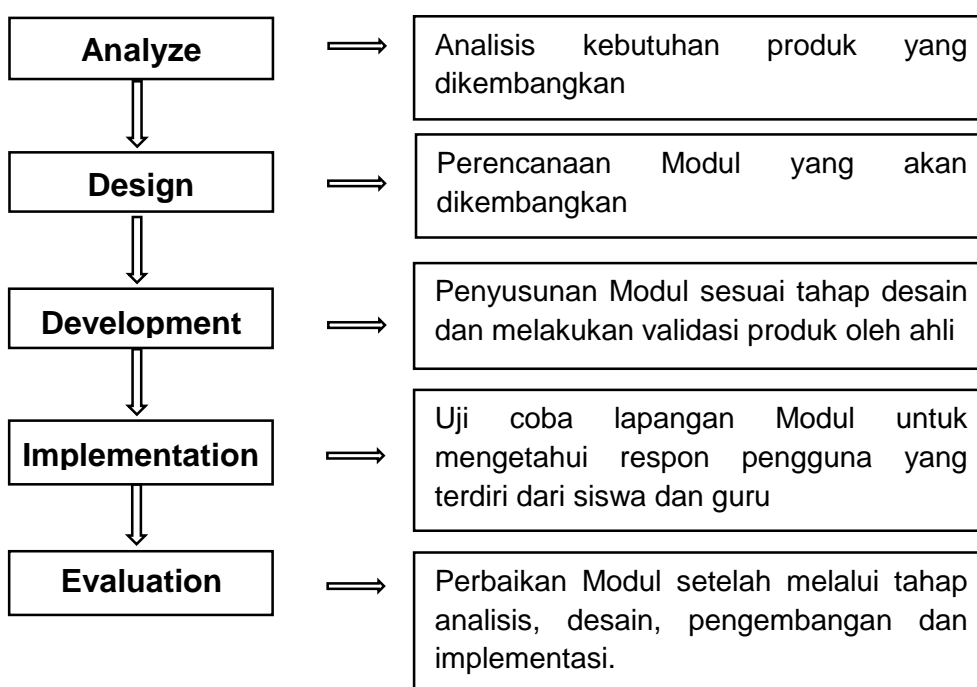 Analyze
Analisis kebutuhan produk yang
dikembangkan
Design
Perencanaan Modul yang akan
dikembangkan
Development
Penyusunan Modul sesuai tahap desain
dan melakukan validasi produk oleh ahli
Implementation
Uji coba lapangan Modul untuk
mengetahui respon pengguna yang
terdiri dari siswa dan guru
Evaluation
Perbaikan Modul setelah melalui tahap
analisis, desain, pengembangan dan
implementasi.